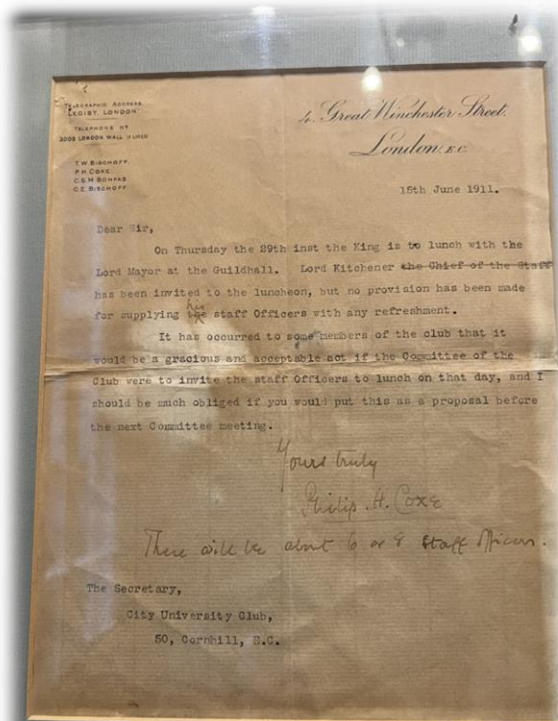 TELEGRAPHIC ADDRESS,
LEGIST, LONDON
TELEPHONE Nº
LONDON WALL
T.W. BISCHOFF
P.H. COXE.
C.S.H. BOMPAS
C.E. BISCHOFF
4. Great Winchester Street.
London. E.C.
15th June 1911.
Dear Sir,
On Thursday the 29th inst the King is to lunch with the
Lord Mayor at the Guildhall. Lord Kitchener the Chief of the Staff
has been invited to the luncheon, but no provision has been made
his
for supplying the staff Officers with any refreshment.
It has occurred to some members of the club that it
would be a gracious and acceptable act if the Committee of the
Club were to invite the staff Officers to lunch on that day, and I
should be much obliged if you would put this as a proposal before
the next Committee meeting.
Yours truly
Philip. H. Coxe
There will be about 6 or 8 Staff Officers.
The Secretary,
City University Club,
50, Cornhill, E.C.